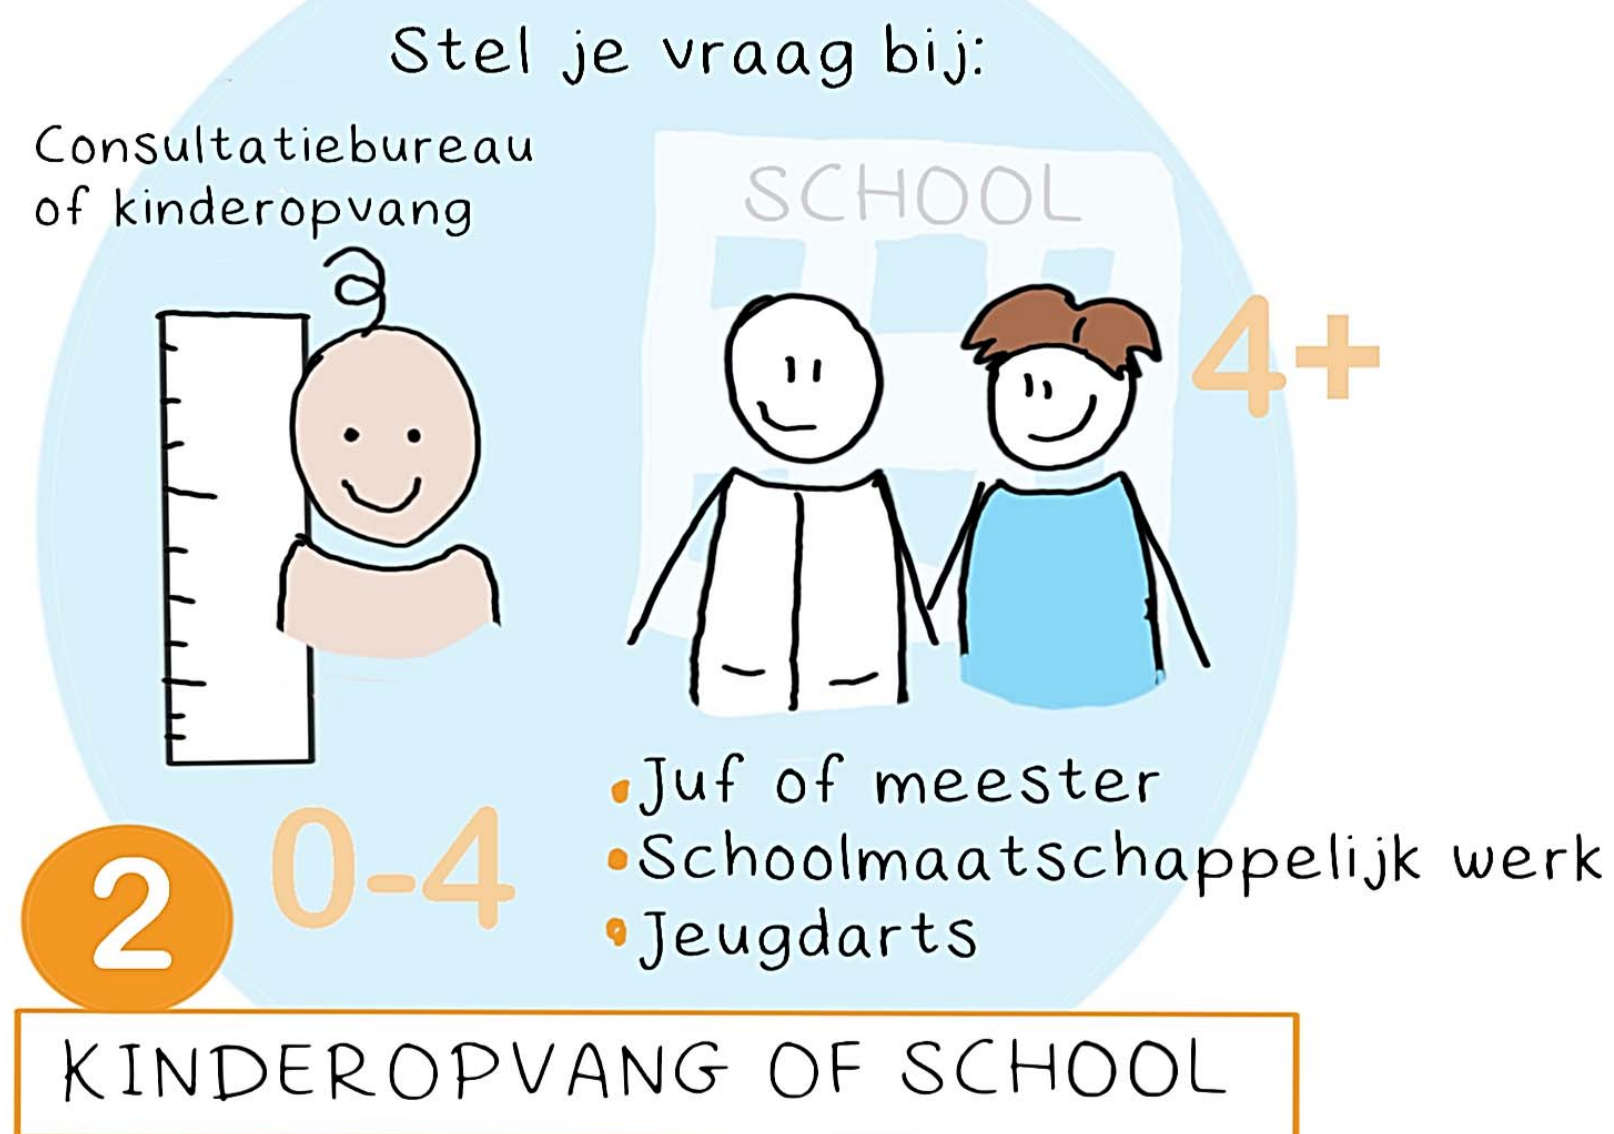 Stel je vraag bij:
Consultatiebureau
of kinderopvang
SCHOOL
4+
0-4
• Juf of meester
• Schoolmaatschappelijk werk
• Jeugdarts
2
KINDEROPVANG OF SCHOOL